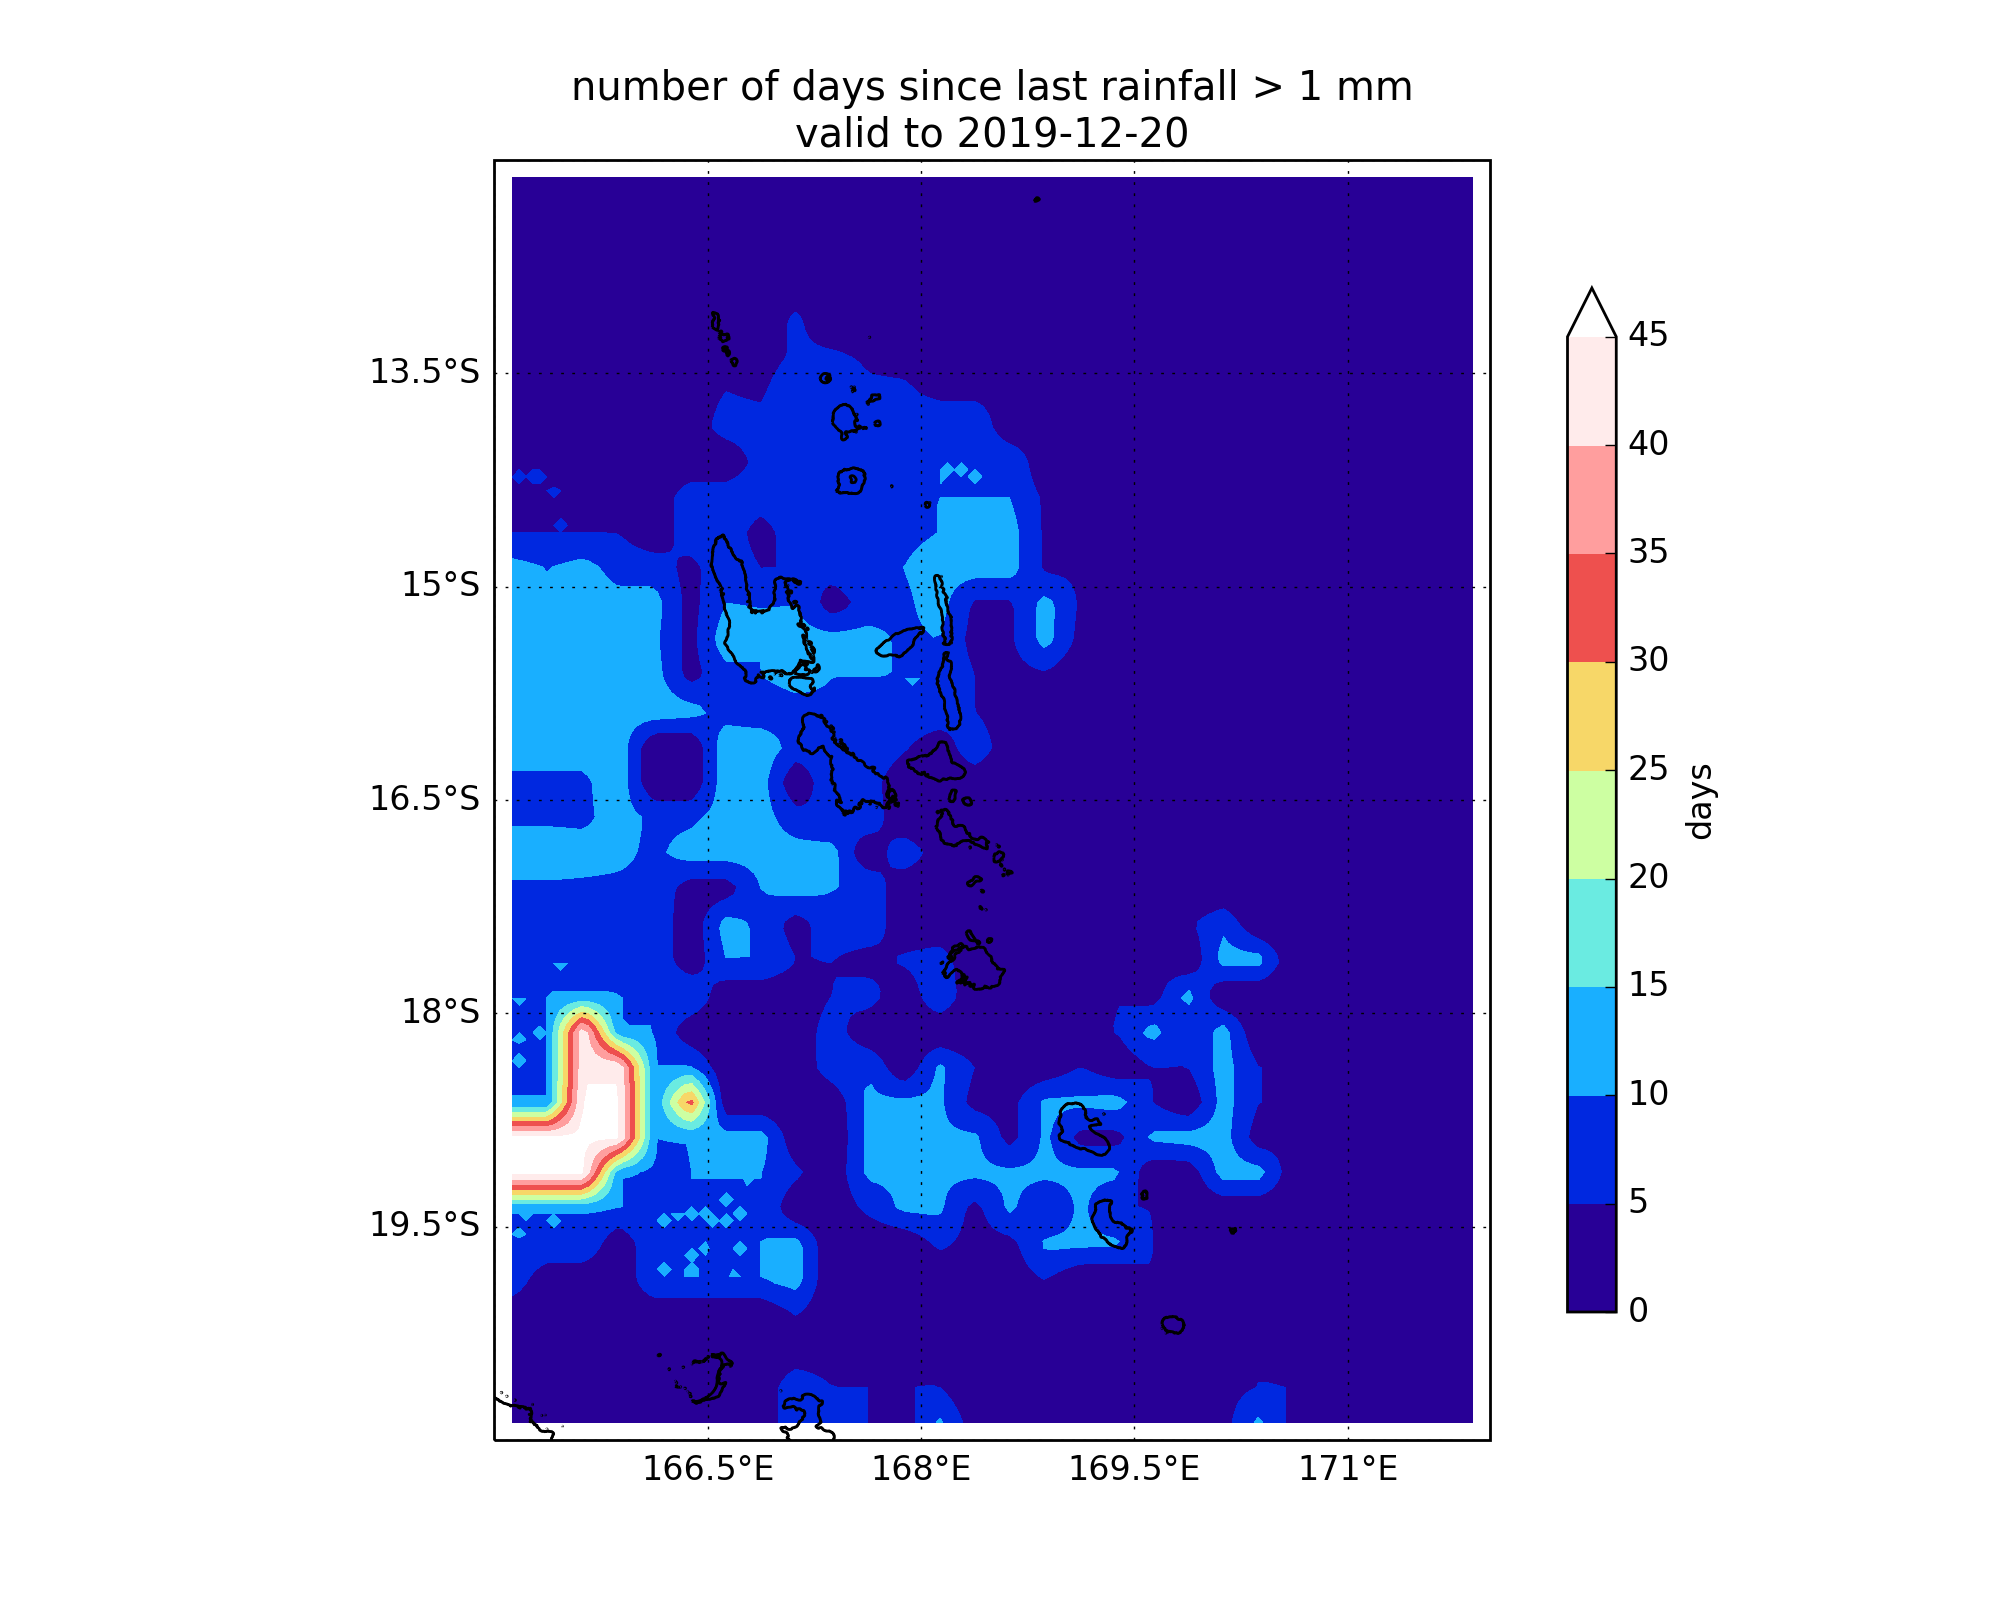 number of days since last rainfall > 1 mm
valid to 2019-12-20
13.5°S
15°S
16.5°S
18°S
19.5°S
166.5°E
168°E
169.5°E
171°E
45
40
35
30
25
20
15
10
5
0
days